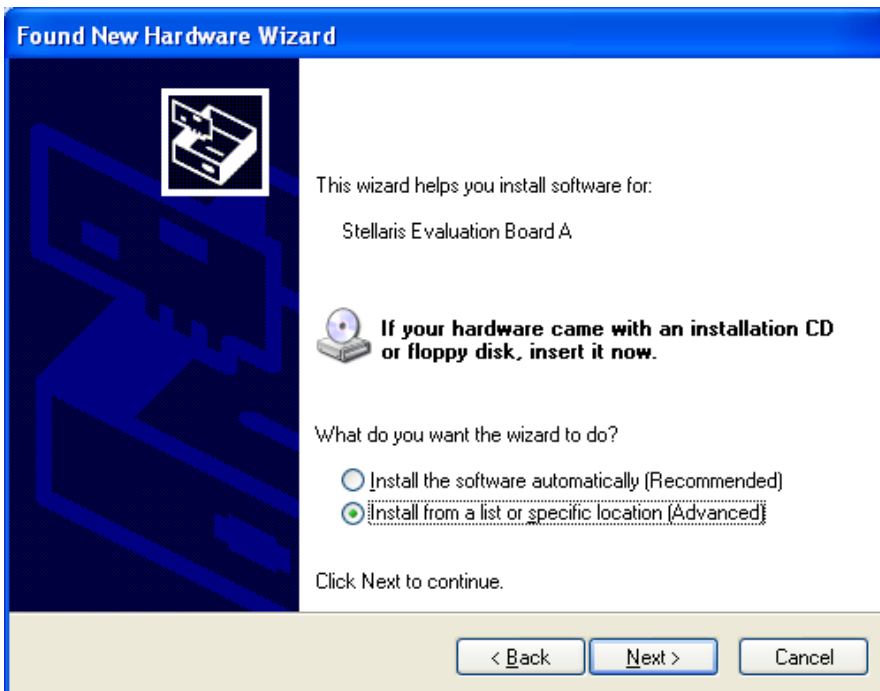 Found New Hardware Wizard
This wizard helps you install software for:
Stellaris Evaluation Board A
If your hardware came with an installation CD
or floppy disk, insert it now.
What do you want the wizard to do?
Install the software automatically (Recommended)
Install from a list or specific location (Advanced)
Click Next to continue.
< Back
Next >
Cancel